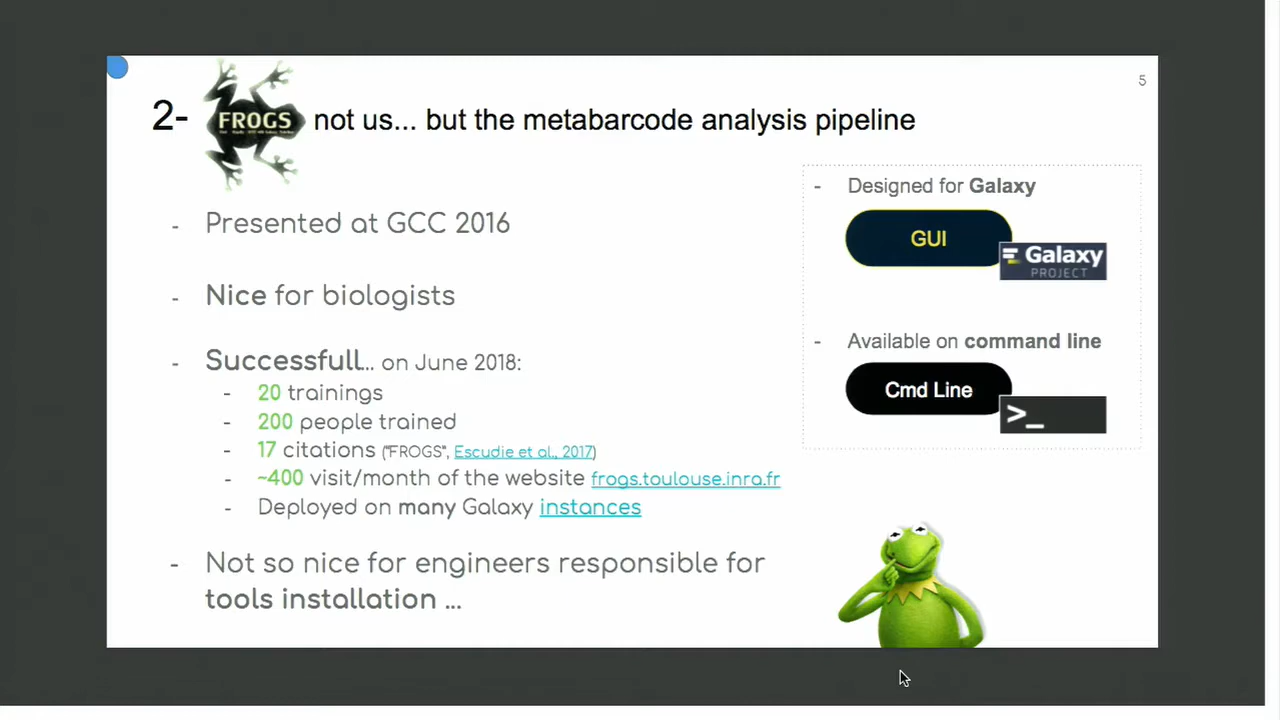 5
2- FROGS not us... but the metabarcode analysis pipeline
- Presented at GCC 2016
- Nice for biologists
- Successfull... on June 2018:
- 20 trainings
- 200 people trained
- 17 citations ("FROGS", Escudie et al., 2017)
- ~400 visit/month of the website frogs.toulouse.inra.fr
- Deployed on many Galaxy instances
- Not so nice for engineers responsible for
tools installation ...
- Designed for Galaxy
GUI
Galaxy
PROJECT
- Available on command line
Cmd Line
>_